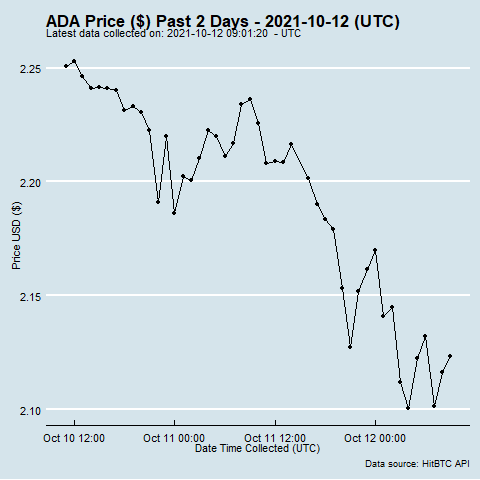 ADA Price ($) Past 2 Days - 2021-10-12 (UTC)
Latest data collected on: 2021-10-12 09:01:20 - UTC
2.25
2.20
2.15
2.10
Price USD ($)
Oct 10 12:00 Oct 11 00:00 Oct 11 12:00 Oct 12 00:00
Date Time Collected (UTC)
Data source: HitBTC API